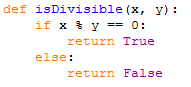 def isDivisible(x, y):
    if x % y == 0:
        return True
    else:
        return False